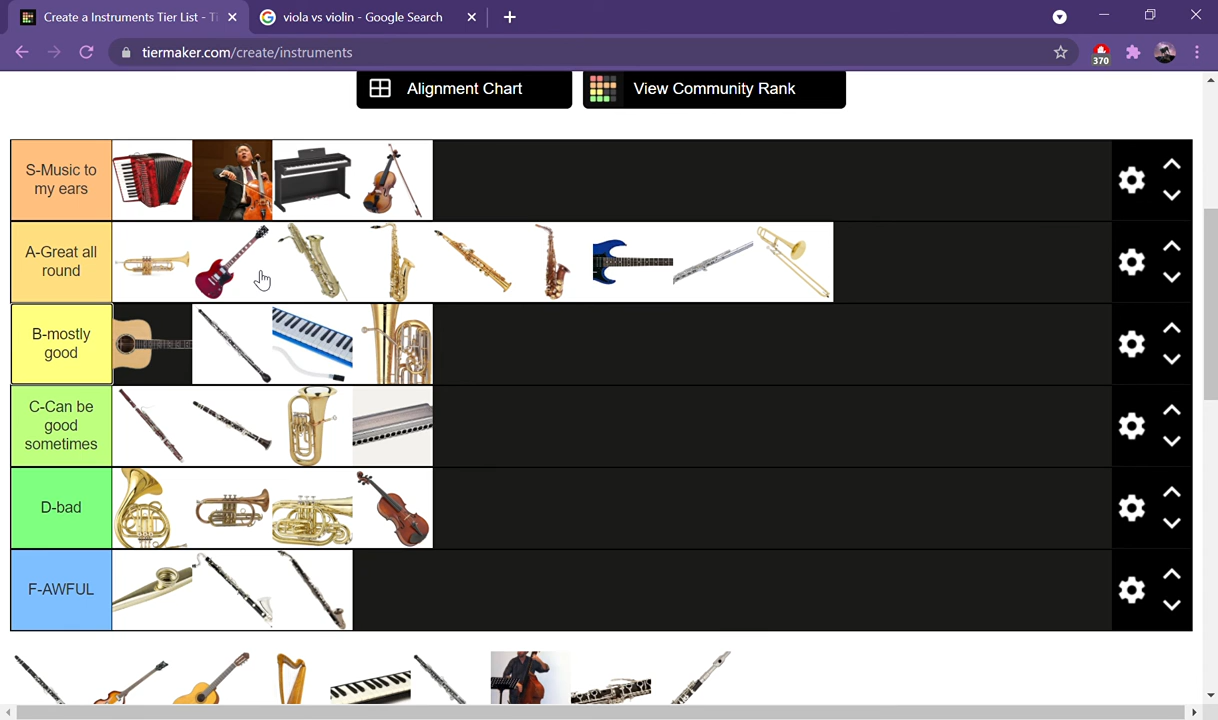 Create a Instruments Tier List - Ti
viola vs violin - Google Search
tiermaker.com/create/instruments
370
Alignment Chart
View Community Rank
S-Music to
my ears
A-Great all
round
B-mostly
good
C-Can be
good
sometimes
D-bad
F-AWFUL